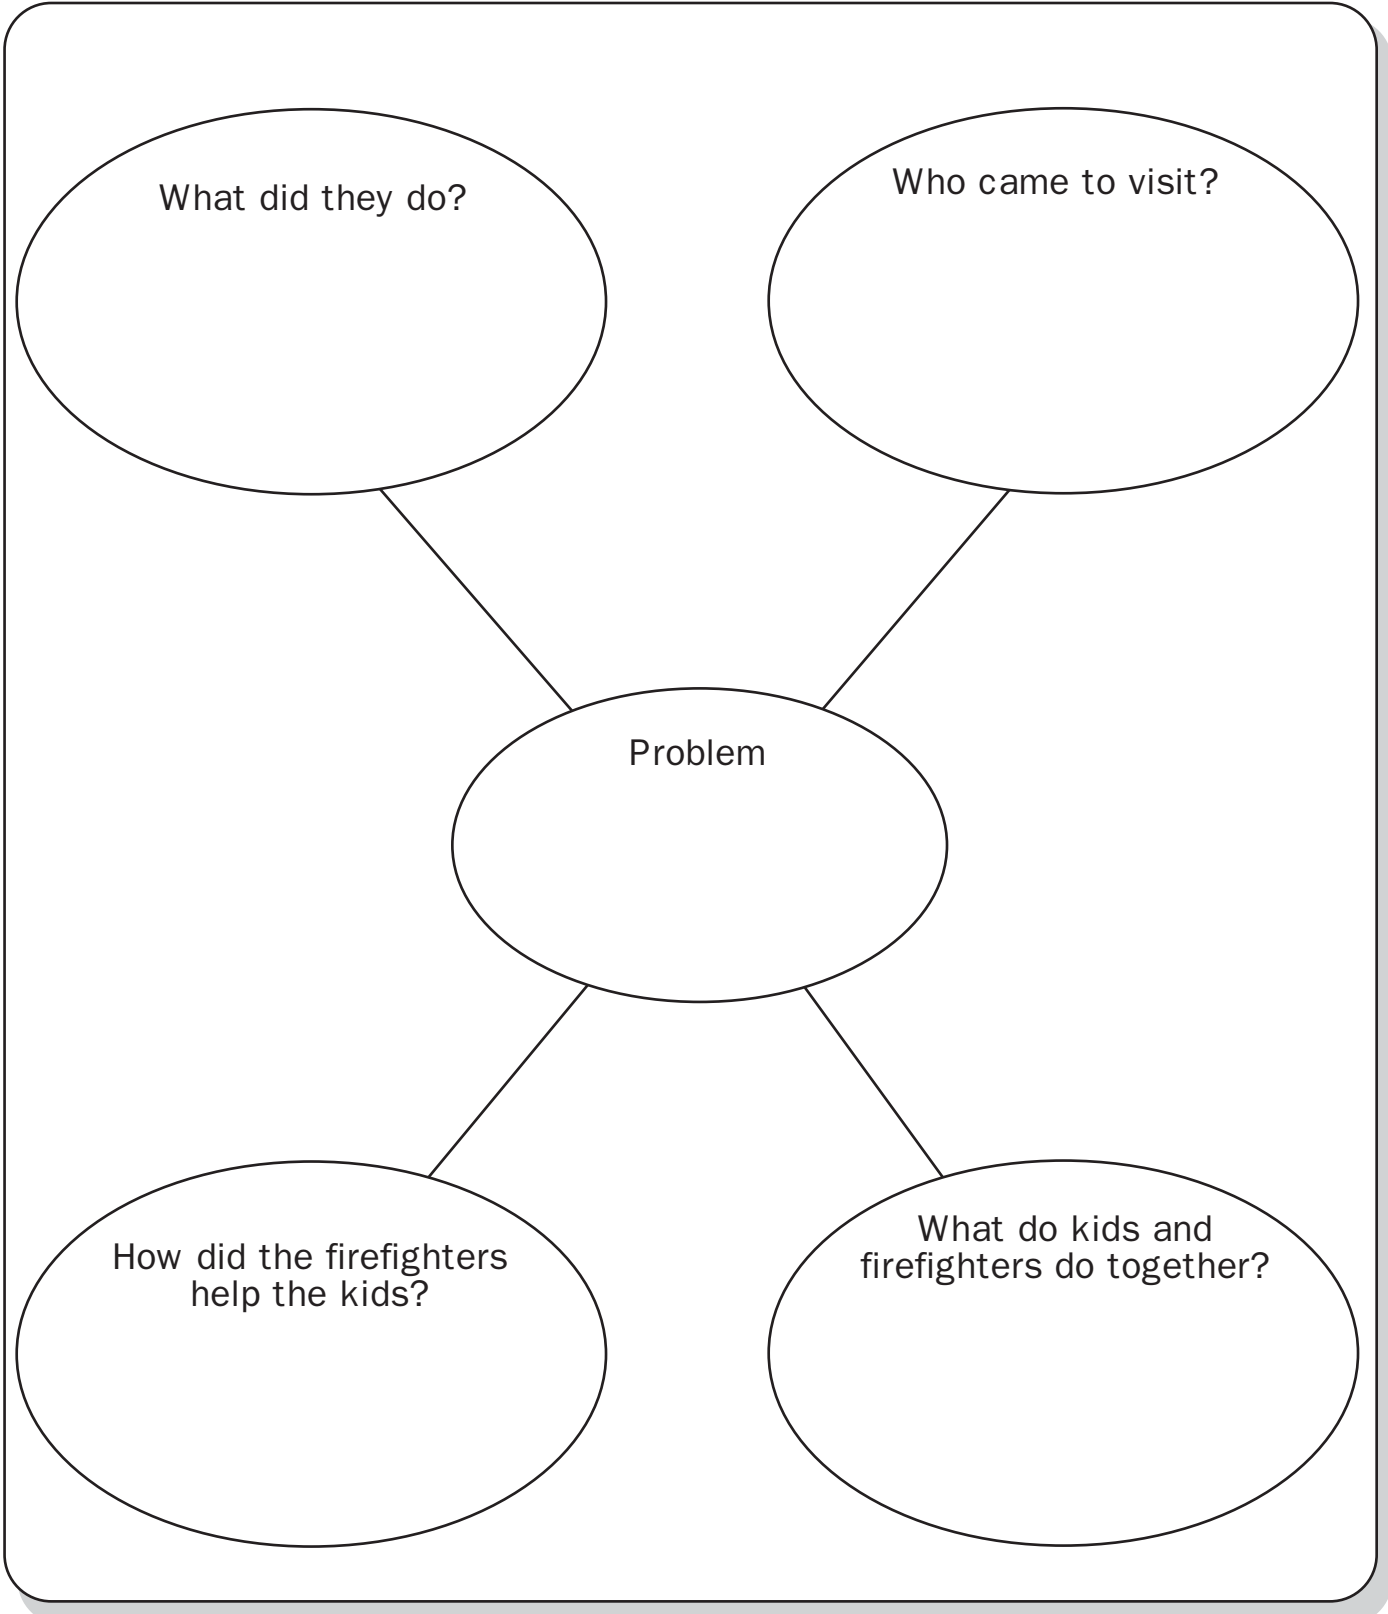 What did they do?
Who came to visit?
Problem
How did the firefighters
help the kids?
What do kids and
firefighters do together?